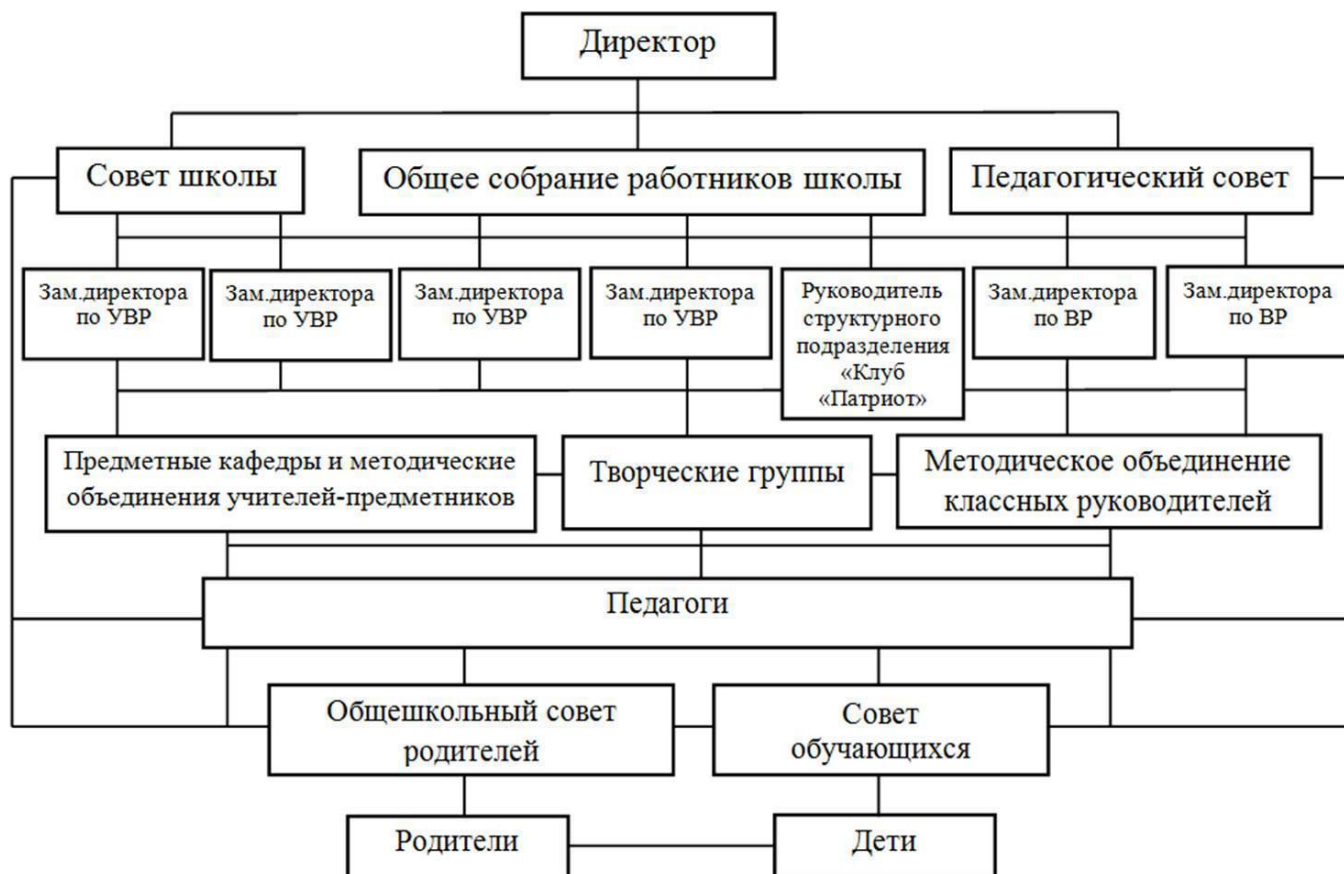 Директор
Совет школы
Общее собрание работников школы
Педагогический совет
Зам.директора
по УВР
Зам.директора
по УВР
Зам.директора
по УВР
Зам.директора
по УВР
Руководитель
структурного
подразделения
«Клуб
«Патриот»
Зам.директора
по ВР
Зам.директора
по ВР
Предметные кафедры и методические
объединения учителей-предметников
Творческие группы
Методическое объединение
классных руководителей
Педагоги
Общешкольный совет
родителей
Совет
обучающихся
Родители
Дети